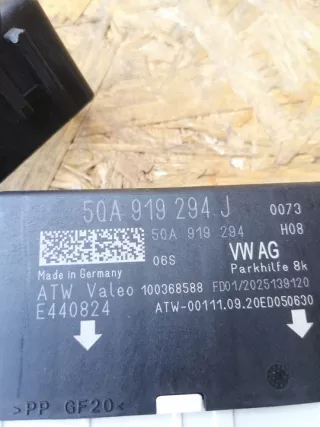 5QA 919 294 J 0073
5QA 919 294 H08
06S VW AG
Made in Germany Parkhilfe 8k
ATW Valeo 100368588 FD01/2025139120
E440824 ATW-00111.09.20ED050630
>PP GF20<